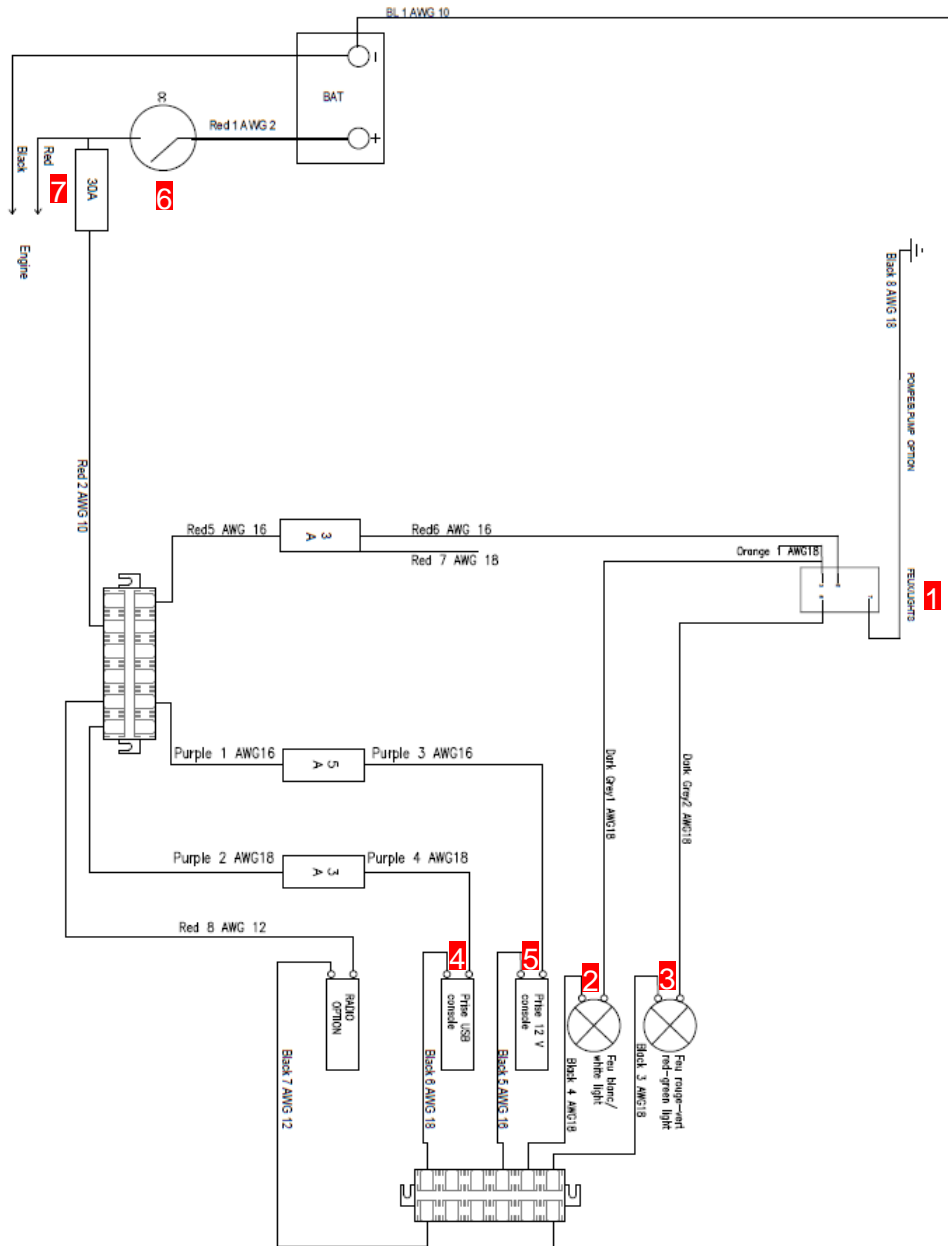 BL 1 AWG 10
-
BAT
+
Red 1 AWG 2
DC
Black
Red
7
30A
6
Engine
Black 8 AWG 18
POMPE/B.PUMP OPTION
FEUX/LIGHTS
1
Red 2 AWG 10
Red5 AWG 16
3 A
Red6 AWG 16
Red 7 AWG 18
Orange 1 AWG18
7
Purple 1 AWG16
5 A
Purple 3 AWG16
Purple 2 AWG18
3 A
Purple 4 AWG18
Dark Grey1 AWG18
Dark Grey2 AWG18
Red 8 AWG 12
4
5
2
3
RADIO OPTION
Prise USB console
Prise 12 V console
Feu blanc/ white light
Feu rouge-vert red-green light
Black 7 AWG 12
Black 6 AWG 18
Black 5 AWG 16
Black 4 AWG18
Black 3 AWG18